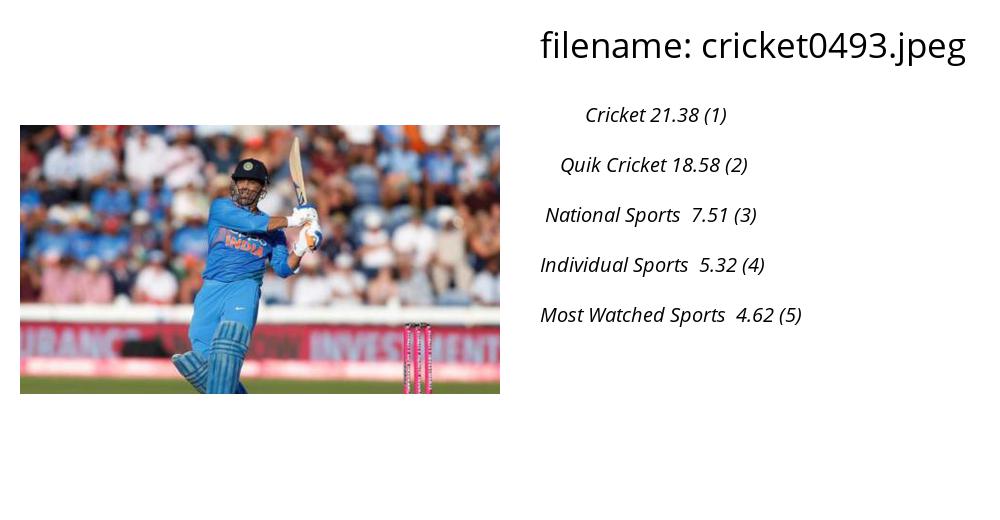 filename: cricket0493.jpeg
Cricket 21.38 (1)
Quik Cricket 18.58 (2)
National Sports 7.51 (3)
Individual Sports 5.32 (4)
Most Watched Sports 4.62 (5)
INDIA
INVESTMENT